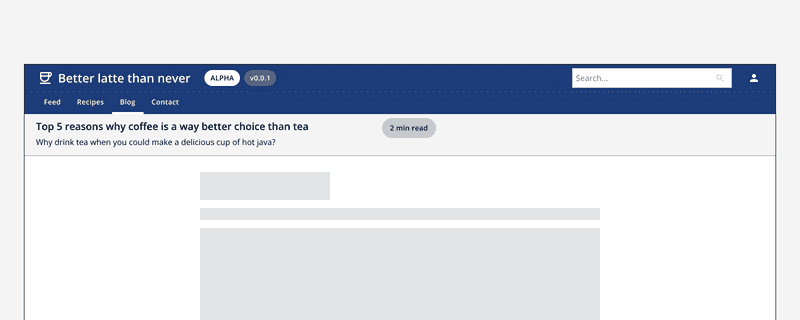 Better latte than never ALPHA v0.0.1 Search...
Feed Recipes Blog Contact
Top 5 reasons why coffee is a way better choice than tea 2 min read
Why drink tea when you could make a delicious cup of hot java?